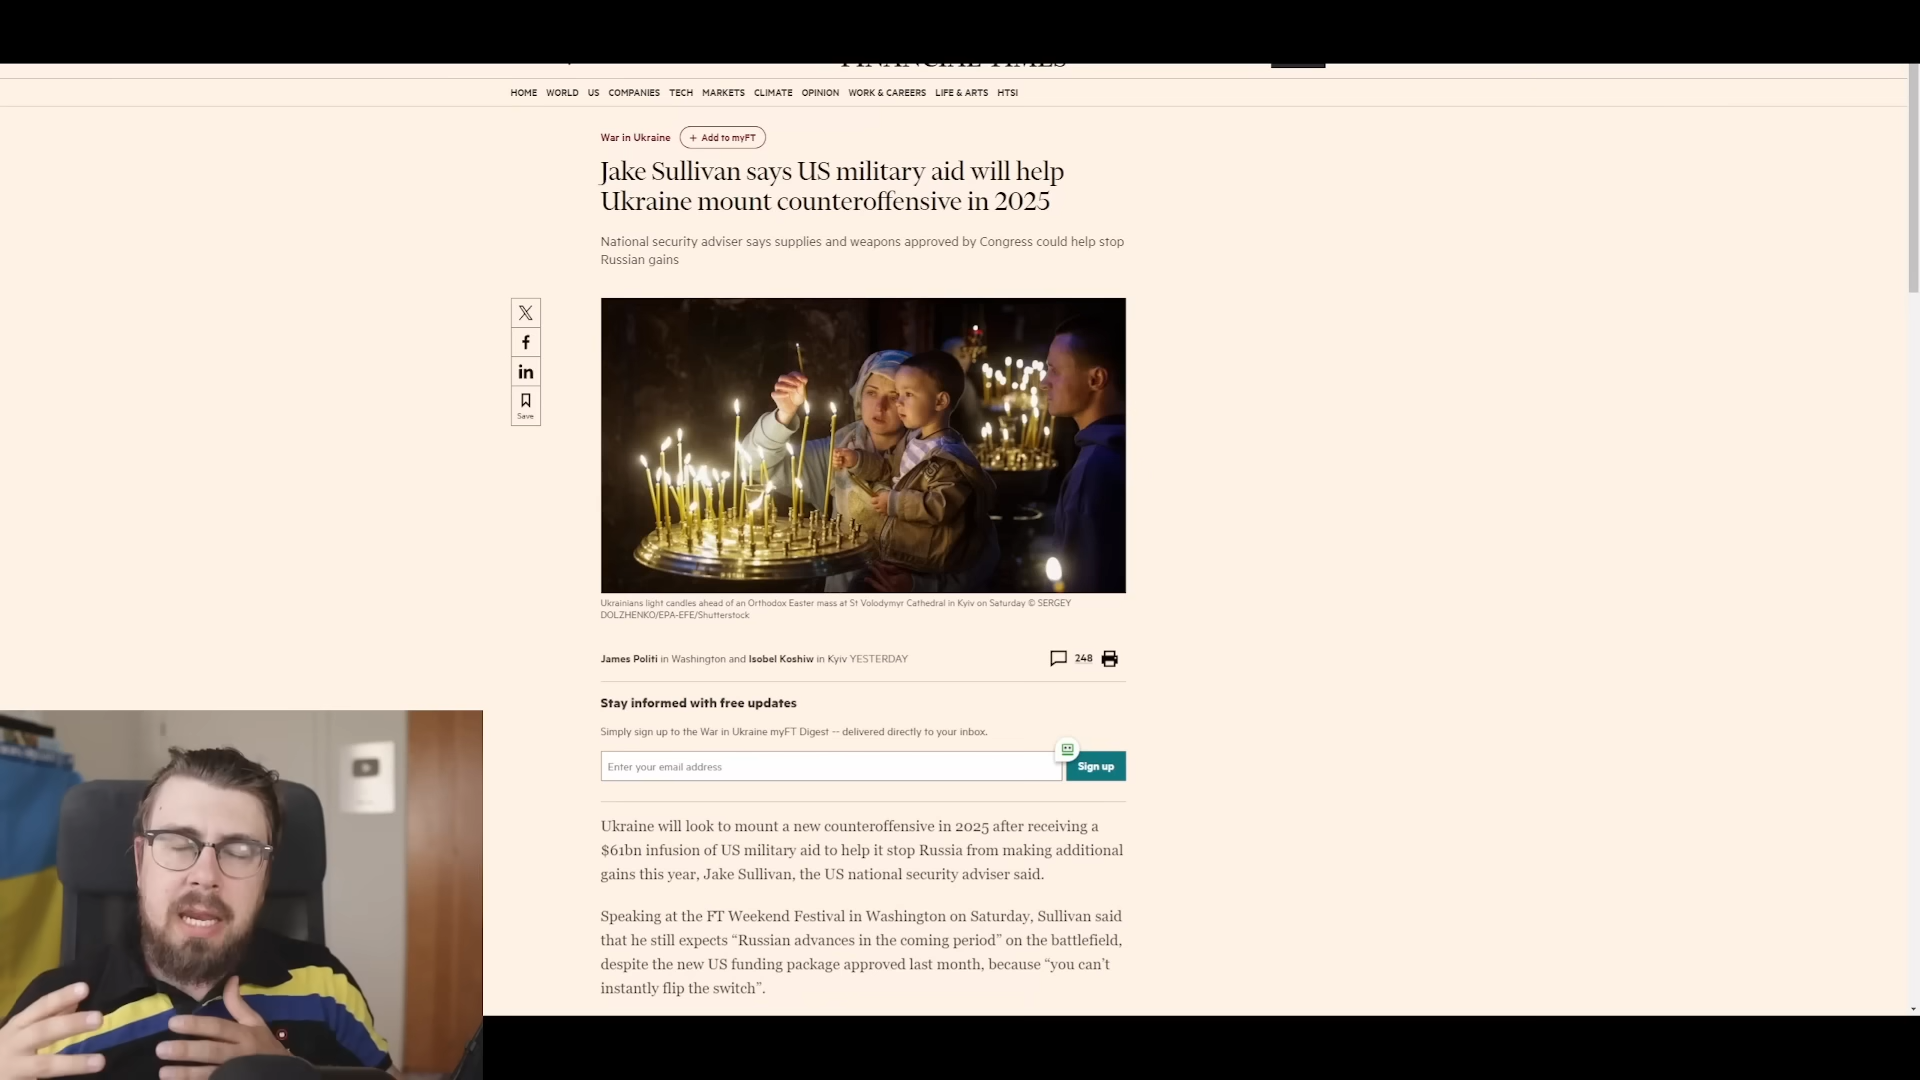 FINANCIAL TIMES
HOME WORLD US COMPANIES TECH MARKETS CLIMATE OPINION WORK & CAREERS LIFE & ARTS HTSI
War in Ukraine + Add to myFT
Jake Sullivan says US military aid will help
Ukraine mount counteroffensive in 2025
National security adviser says supplies and weapons approved by Congress could help stop
Russian gains
Save
Ukrainians light candles ahead of an Orthodox Easter mass at St Volodymyr Cathedral in Kyiv on Saturday © SERGEY
DOLZHENKO/EPA-EFE/Shutterstock
James Politi in Washington and Isobel Koshiw in Kyiv YESTERDAY
248
Stay informed with free updates
Simply sign up to the War in Ukraine myFT Digest -- delivered directly to your inbox.
Enter your email address
Sign up
Ukraine will look to mount a new counteroffensive in 2025 after receiving a
$61bn infusion of US military aid to help it stop Russia from making additional
gains this year, Jake Sullivan, the US national security adviser said.
Speaking at the FT Weekend Festival in Washington on Saturday, Sullivan said
that he still expects “Russian advances in the coming period” on the battlefield,
despite the new US funding package approved last month, because “you can’t
instantly flip the switch”.